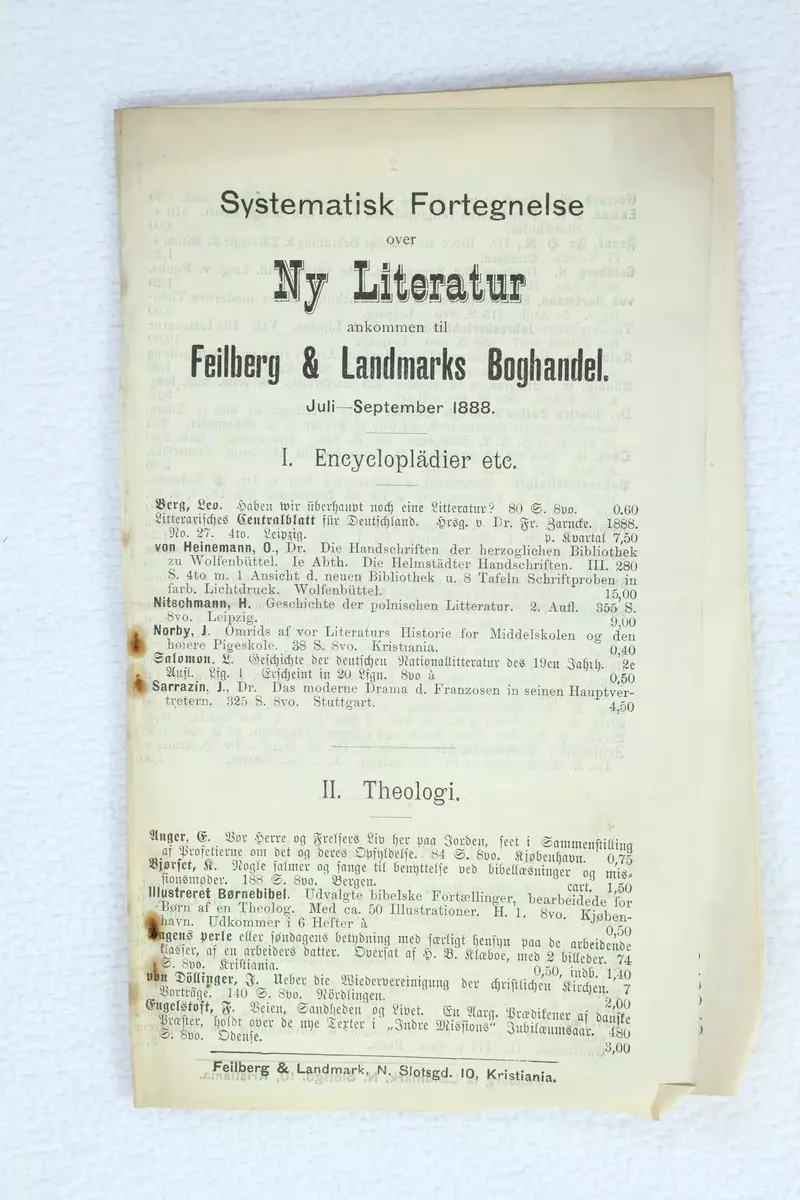 Systematisk Fortegnelse
over
Ny Literatur
ankommen til
Feilberg & Landmarks Boghandel.
Juli—September 1888.
I. Encycloplädier etc.
Berg, Leo. Haben wir überhaupt noch eine Litteratur? 80 S. 8vo. 0.60
Litterarisches Centralblatt für Deutschland. Hrsg. v. Dr. Fr. Zarncke. 1888.
No. 27. 4to. Leipzig. p. Kvartal 7,50
von Heinemann, O., Dr. Die Handschriften der herzoglichen Bibliothek
zu Wolfenbüttel. Ie Abth. Die Helmstädter Handschriften. III. 280
S. 4to m. 1 Ansicht d. neuen Bibliothek u. 8 Tafeln Schriftproben in
farb. Lichtdruck. Wolfenbüttel. 15,00
Nitschmann, H. Geschichte der polnischen Litteratur. 2. Aufl. 355 S.
8vo. Leipzig. 9,00
Norby, J. Omrids af vor Literaturs Historie for Middelskolen og den
høiere Pigeskole. 38 S. 8vo. Kristiania. 0,40
Salomon, L. Geschichte der deutschen Nationallitteratur des 19en Jahrh. 2e
Aufl. Lfg. 1 Erscheint in 20 Lfgn. 8vo à 0,50
Sarrazin, J., Dr. Das moderne Drama d. Franzosen in seinen Hauptver-
tretern. 325 S. 8vo. Stuttgart. 4,50
II. Theologi.
Anger, E. Vor Herre og Frelsers Liv her paa Jorden, seet i Sammenstilling
af Profetierne om det og deres Opfyldelse. 84 S. 8vo. Kjøbenhavn. 0,75
Bjørset, K. Nogle salmer og sange til benyttelse ved bibellæsninger og mis-
sionsmøder. 188 S. 8vo. Bergen. cart. 1,50
Illustreret Børnebibel. Udvalgte bibelske Fortællinger, bearbeidede for
Børn af en Theolog. Med ca. 50 Illustrationer. H. 1. 8vo. Kjøben-
havn. Udkommer i 6 Hefter à 0,50
Dagens perle eller søndagens betydning med særligt hensyn paa de arbeidende
klasser, af en arbeiders datter. Oversat af H. B. Klæboe, med 2 billeder. 74
S. 8vo. Kristiania. 0,50, indb. 1,40
von Döllinger, J. Ueber die Wiedervereinigung der christlichen Kirchen. 7
Vorträge. 140 S. 8vo. Nördlingen. 2,00
Engelstoft, F. Veien, Sandheden og Livet. En Aarg. Prædikener af danske
Præster, holdt over de nye Texter i „Indre Missions“ Jubilæumsaar. 480
S. 8vo. Odense. 3,00
Feilberg & Landmark, N. Slotsgd. 10, Kristiania.